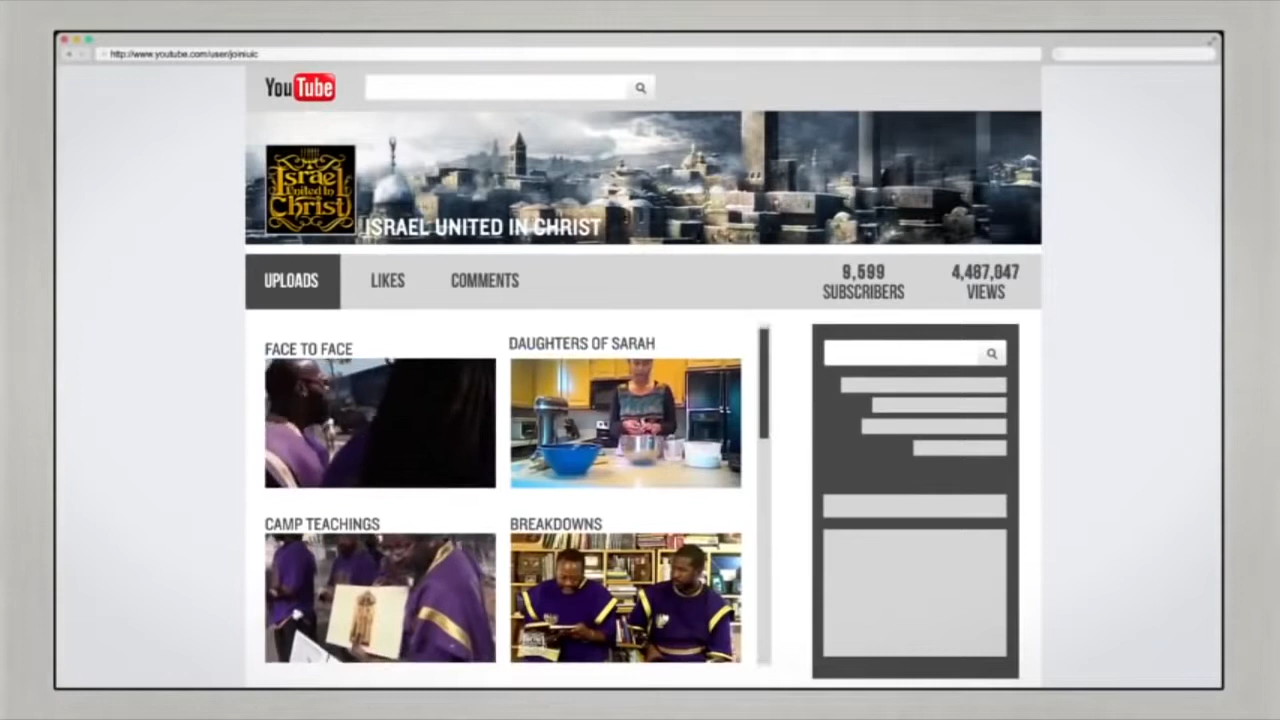 http://www.youtube.com/user/joiniuic
YouTube
Israel
United In
Christ
ISRAEL UNITED IN CHRIST
UPLOADS
LIKES
COMMENTS
9,599
SUBSCRIBERS
4,487,047
VIEWS
FACE TO FACE
DAUGHTERS OF SARAH
CAMP TEACHINGS
BREAKDOWNS